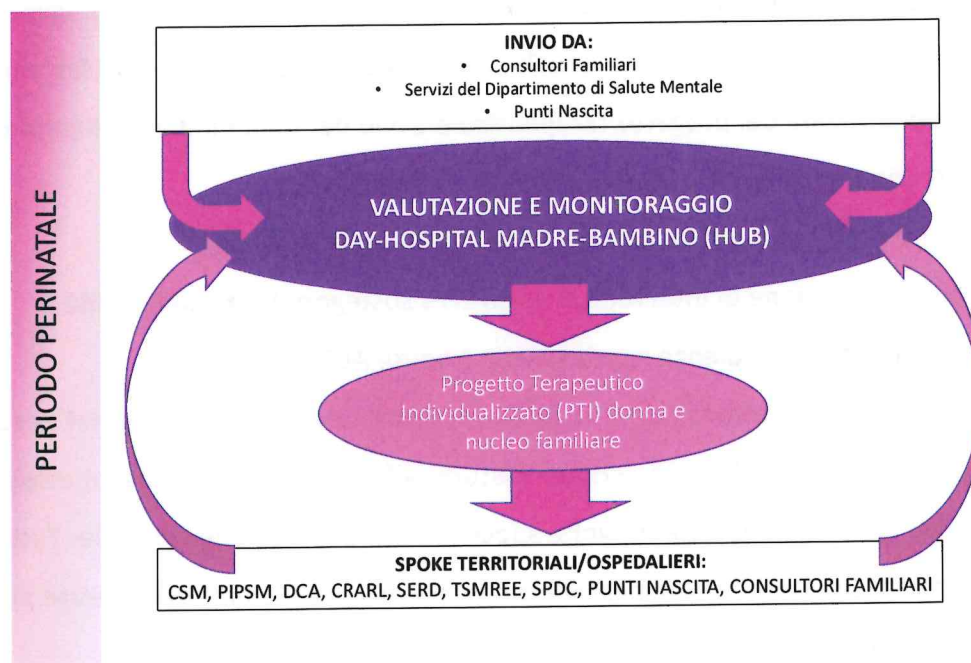 PERIODO PERINATALE
INVIO DA:
• Consultori Familiari
• Servizi del Dipartimento di Salute Mentale
• Punti Nascita
VALUTAZIONE E MONITORAGGIO
DAY-HOSPITAL MADRE-BAMBINO (HUB)
Progetto Terapeutico
Individualizzato (PTI) donna e
nucleo familiare
SPOKE TERRITORIALI/OSPEDALIERI:
CSM, PIPSM, DCA, CRARL, SERD, TSMREE, SPDC, PUNTI NASCITA, CONSULTORI FAMILIARI